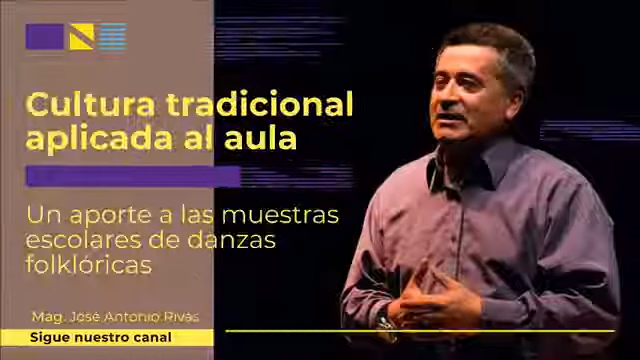 Cultura tradicional
aplicada al aula
Un aporte a las muestras
escolares de danzas
folklóricas
Mag. José Antonio Rivas
Sigue nuestro canal